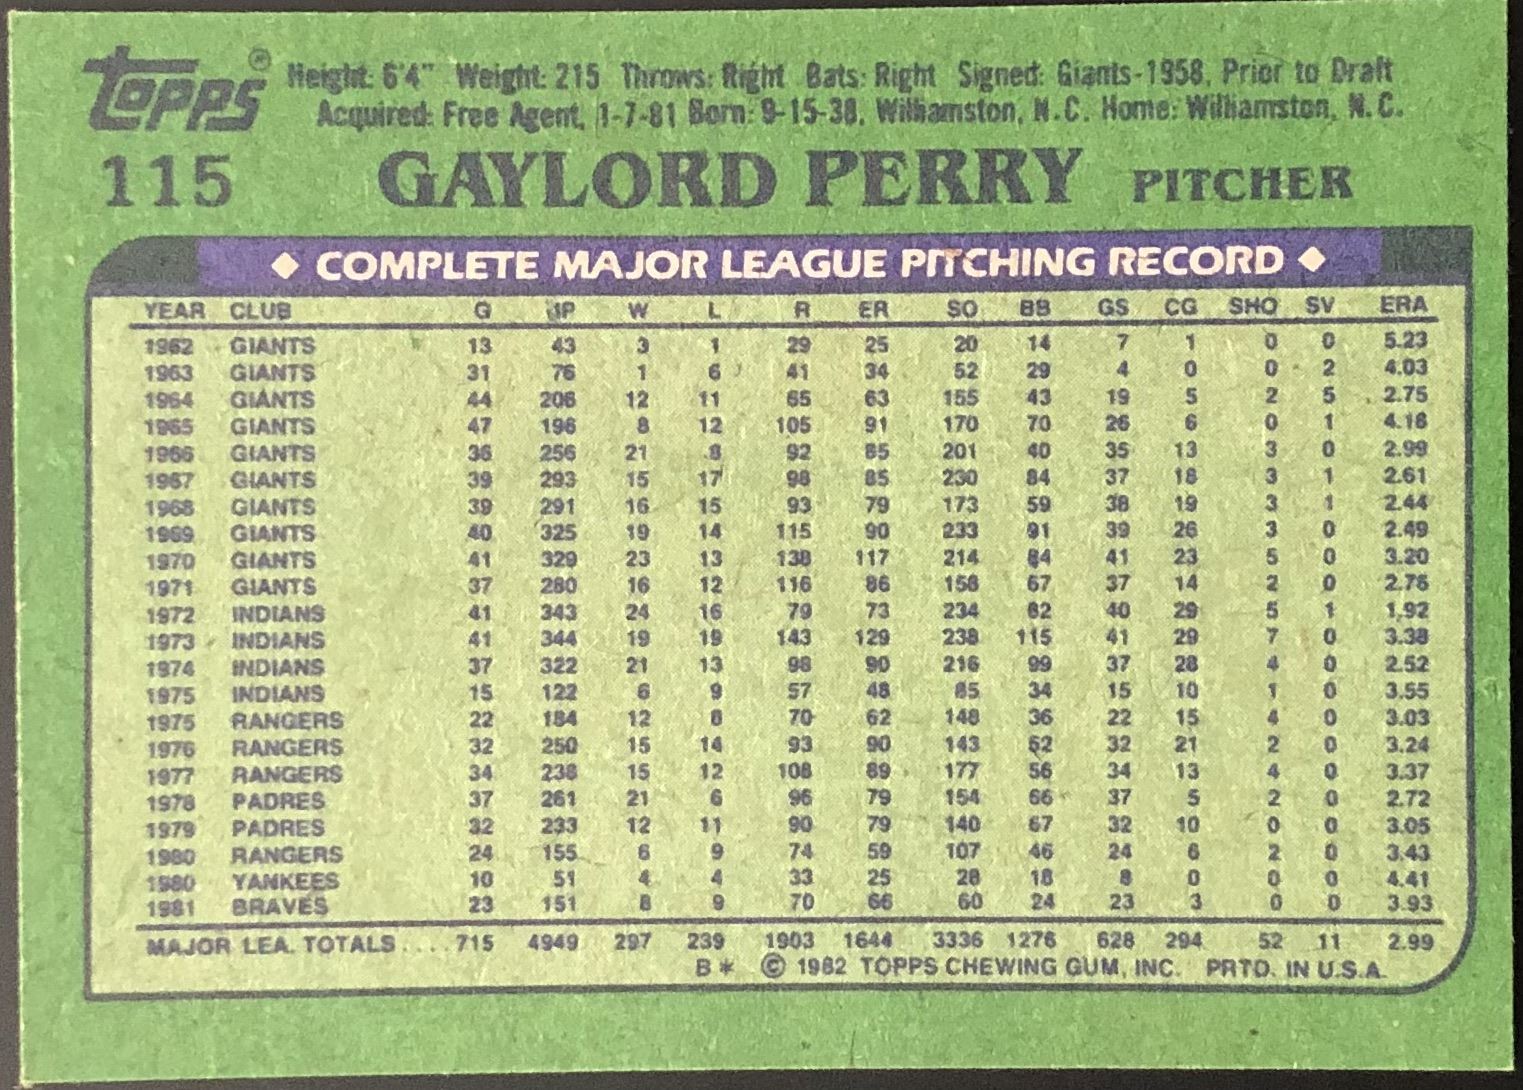 Topps® Height: 6'4" Weight: 215 Throws: Right Bats: Right Signed: Giants-1958, Prior to Draft
Acquired: Free Agent, 1-7-81 Born: 9-15-38, Williamston, N.C. Home: Williamston, N.C.
115 GAYLORD PERRY PITCHER
◆ COMPLETE MAJOR LEAGUE PITCHING RECORD ◆
YEAR CLUB G IP W L R ER SO BB GS CG SHO SV ERA
1962 GIANTS 13 43 3 1 29 25 20 14 7 1 0 0 5.23
1963 GIANTS 31 76 1 6 41 34 52 29 4 0 0 2 4.03
1964 GIANTS 44 206 12 11 65 63 155 43 19 5 2 5 2.75
1965 GIANTS 47 196 8 12 105 91 170 70 26 6 0 1 4.18
1966 GIANTS 36 256 21 8 92 85 201 40 35 13 3 0 2.99
1967 GIANTS 39 293 15 17 98 85 230 84 37 18 3 1 2.61
1968 GIANTS 39 291 16 15 93 79 173 59 38 19 3 1 2.44
1969 GIANTS 40 325 19 14 115 90 233 91 39 26 3 0 2.49
1970 GIANTS 41 329 23 13 138 117 214 84 41 23 5 0 3.20
1971 GIANTS 37 280 16 12 116 86 158 67 37 14 2 0 2.76
1972 INDIANS 41 343 24 16 79 73 234 82 40 29 5 1 1.92
1973 INDIANS 41 344 19 19 143 129 238 115 41 29 7 0 3.38
1974 INDIANS 37 322 21 13 98 90 216 99 37 28 4 0 2.52
1975 INDIANS 15 122 6 9 57 48 85 34 15 10 1 0 3.55
1975 RANGERS 22 184 12 8 70 62 148 36 22 15 4 0 3.03
1976 RANGERS 32 250 15 14 93 90 143 52 32 21 2 0 3.24
1977 RANGERS 34 238 15 12 108 89 177 56 34 13 4 0 3.37
1978 PADRES 37 261 21 6 96 79 154 66 37 5 2 0 2.72
1979 PADRES 32 233 12 11 90 79 140 67 32 10 0 0 3.05
1980 RANGERS 24 155 6 9 74 59 107 46 24 6 2 0 3.43
1980 YANKEES 10 51 4 4 33 25 28 18 8 0 0 0 4.41
1981 BRAVES 23 151 8 9 70 66 60 24 23 3 0 0 3.93
MAJOR LEA. TOTALS .... 715 4949 297 239 1903 1644 3336 1276 628 294 52 11 2.99
B* © 1982 TOPPS CHEWING GUM, INC. PRTD. IN U.S.A.